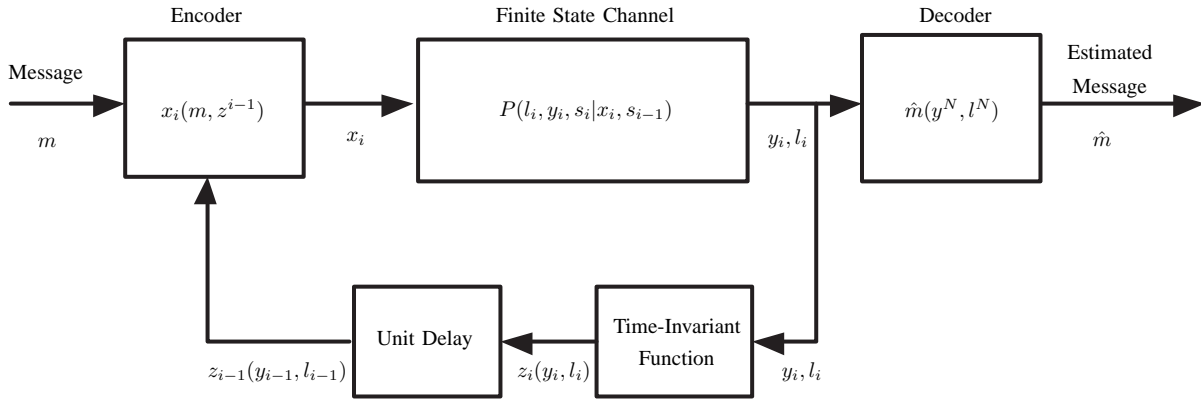 Encoder
Finite State Channel
Decoder
Message
Estimated
Message
x_i(m, z^{i−1})
P(l_i, y_i, s_i|x_i, s_{i−1})
m̂(y^N, l^N)
m
x_i
y_i, l_i
m̂
Unit Delay
Time-Invariant
Function
z_{i−1}(y_{i−1}, l_{i−1})
z_i(y_i, l_i)
y_i, l_i